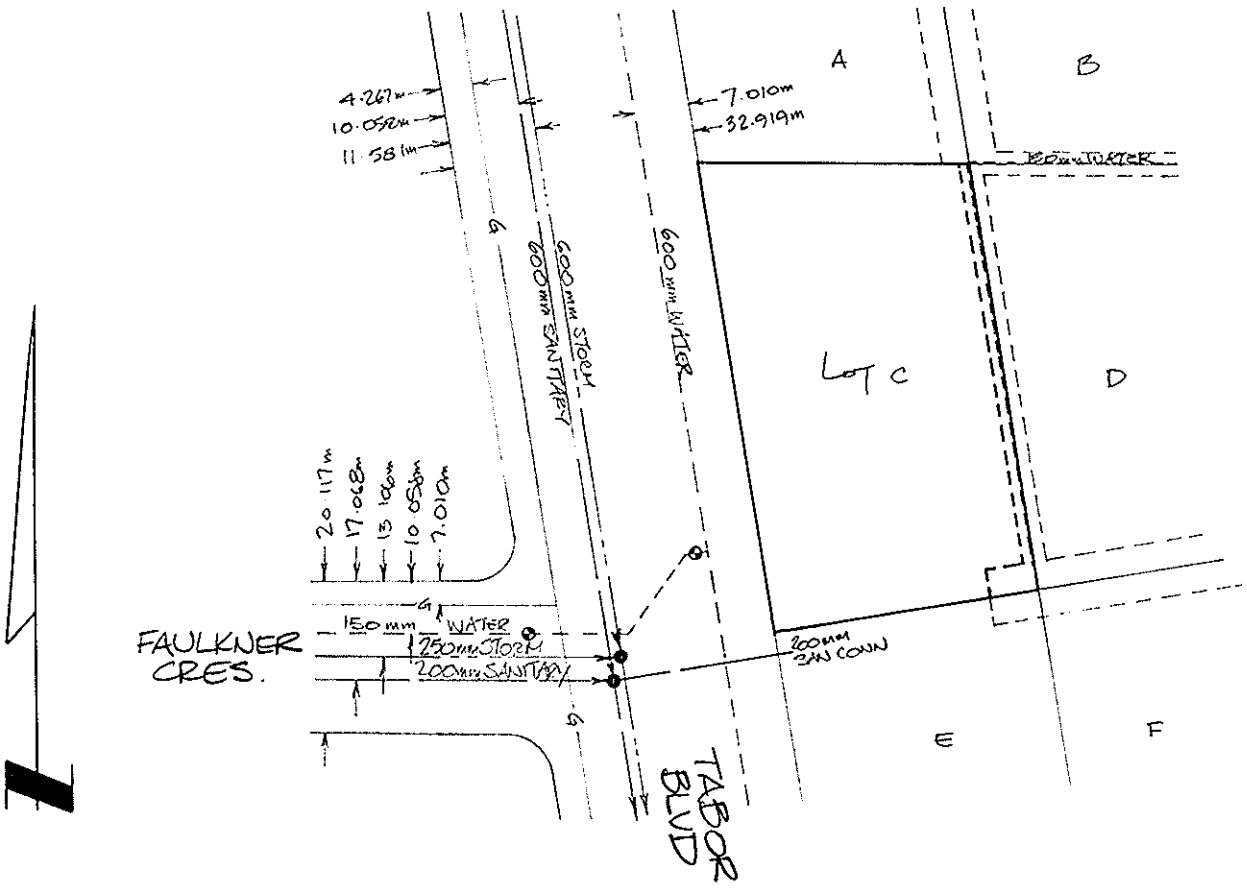 A
B
4.267m
10.058m
11.581m
7.010m
32.919m
G
600mm SANITARY
600mm STORM
600mm WATER
LOT C
D
20.117m
17.068m
13.106m
10.058m
7.010m
G
150mm WATER
250mm STORM
200mm SANITARY
FAULKNER
CRES.
200mm
SAN CONN
G
E
F
TABOR
BLVD